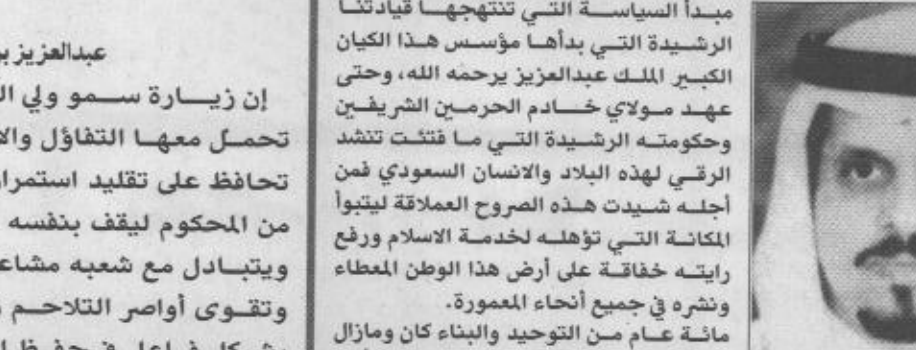 مبدأ السياسة التي تنتهجها قيادتنا
الرشيدة التي بدأها مؤسس هذا الكيان
الكبير الملك عبدالعزيز يرحمه الله، وحتى
عهد مولاي خادم الحرمين الشريفين
وحكومته الرشيدة التي ما فتئت تنشد
الرقي لهذه البلاد والانسان السعودي فمن
أجله شيدت هذه الصروح العملاقة ليتبوأ
المكانة التي تؤهله لخدمة الاسلام ورفع
رايته خفاقة على أرض هذا الوطن المعطاء
ونشره في جميع أنحاء المعمورة.
مائة عام من التوحيد والبناء كان ومازال
عبدالعزيز بر
إن زيارة سمو ولي ال
تحمل معها التفاؤل والا
تحافظ على تقليد استمرار
من المحكوم ليقف بنفسه
ويتبادل مع شعبه مشاعـ
وتقوى أواصر التلاحم